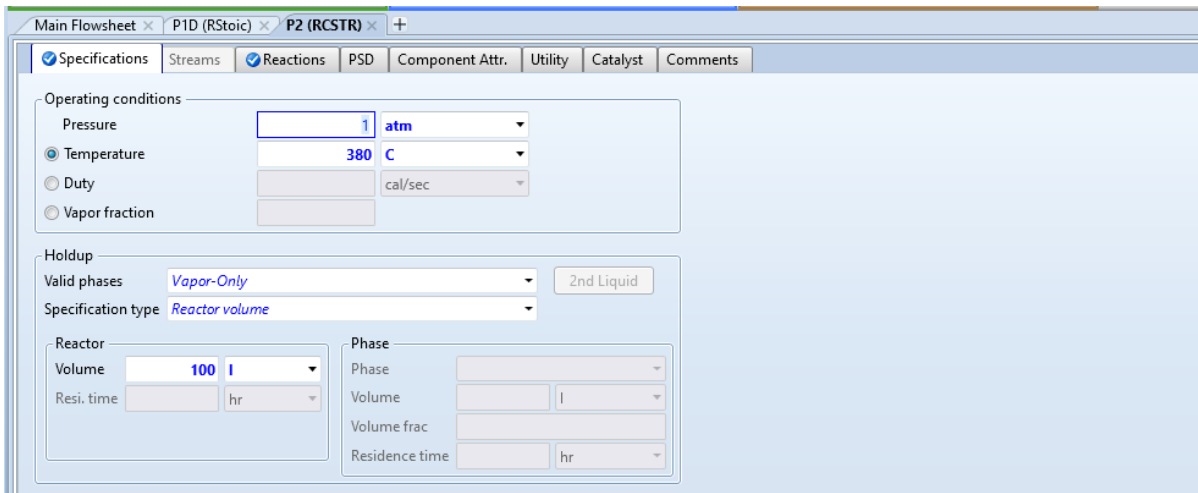 Main Flowsheet × P1D (RStoic) × P2 (RCSTR) × +
Specifications Streams Reactions PSD Component Attr. Utility Catalyst Comments
Operating conditions
Pressure 1 atm
Temperature 380 C
Duty cal/sec
Vapor fraction
Holdup
Valid phases Vapor-Only 2nd Liquid
Specification type Reactor volume
Reactor Phase
Volume 100 l Phase
Resi. time hr Volume l
Volume frac
Residence time hr